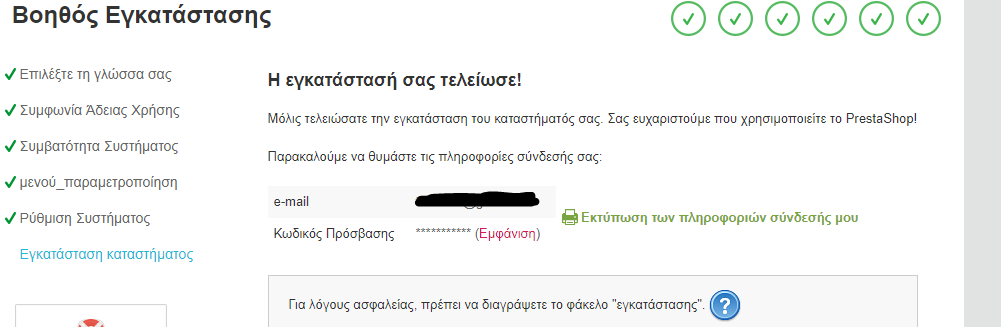 Βοηθός Εγκατάστασης
Επιλέξτε τη γλώσσα σας
Συμφωνία Άδειας Χρήσης
Συμβατότητα Συστήματος
μενού_παραμετροποίηση
Ρύθμιση Συστήματος
Εγκατάσταση καταστήματος
Η εγκατάστασή σας τελείωσε!
Μόλις τελειώσατε την εγκατάσταση του καταστήματός σας. Σας ευχαριστούμε που χρησιμοποιείτε το PrestaShop!
Παρακαλούμε να θυμάστε τις πληροφορίες σύνδεσής σας:
e-mail
Κωδικός Πρόσβασης *********** (Εμφάνιση)
Εκτύπωση των πληροφοριών σύνδεσής μου
Για λόγους ασφαλείας, πρέπει να διαγράψετε το φάκελο "εγκατάστασης". ?